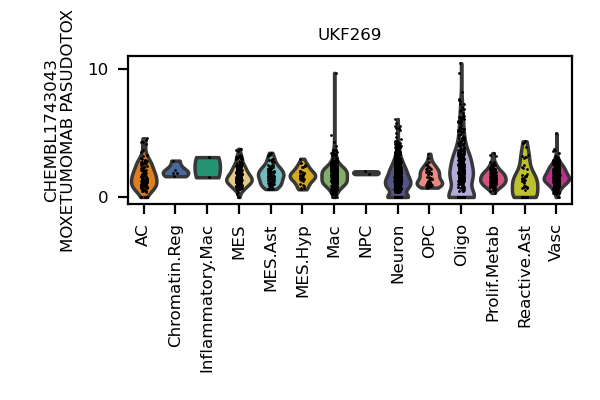 UKF269
CHEMBL1743043
MOXETUMOMAB PASUDOTOX
10
0
AC
Chromatin.Reg
Inflammatory.Mac
MES
MES.Ast
MES.Hyp
Mac
NPC
Neuron
OPC
Oligo
Prolif.Metab
Reactive.Ast
Vasc